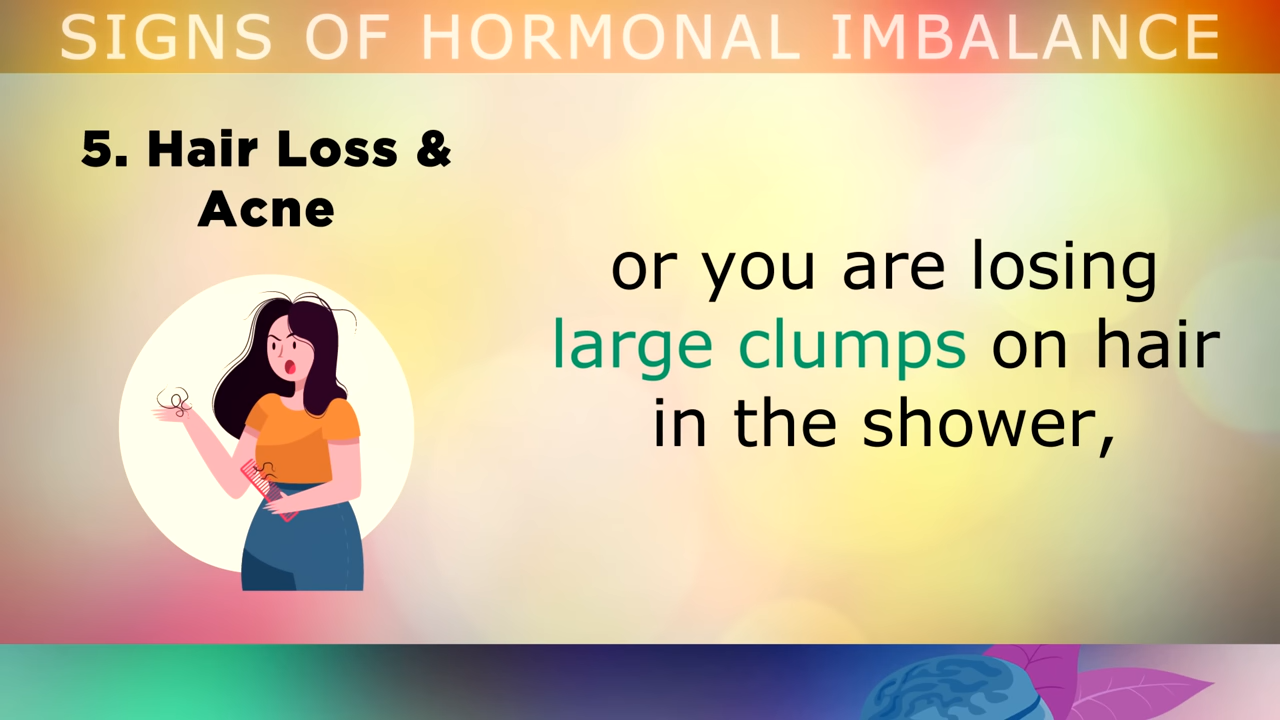 SIGNS OF HORMONAL IMBALANCE
5. Hair Loss &
Acne
or you are losing
large clumps on hair
in the shower,